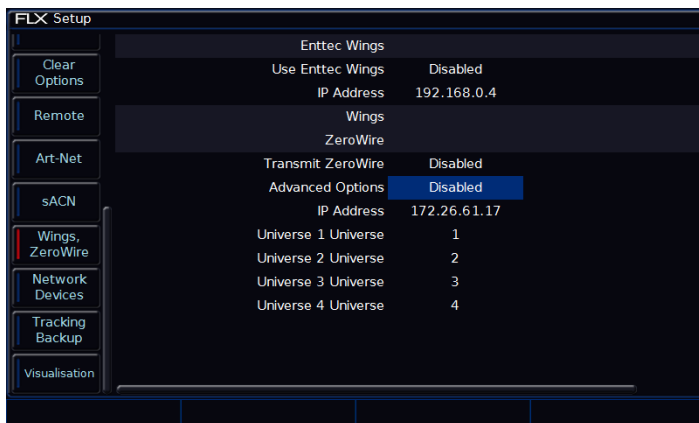 FLX Setup
Clear
Options
Remote
Art-Net
sACN
Wings,
ZeroWire
Network
Devices
Tracking
Backup
Visualisation
Enttec Wings
Use Enttec Wings Disabled
IP Address 192.168.0.4
Wings
ZeroWire
Transmit ZeroWire Disabled
Advanced Options Disabled
IP Address 172.26.61.17
Universe 1 Universe 1
Universe 2 Universe 2
Universe 3 Universe 3
Universe 4 Universe 4